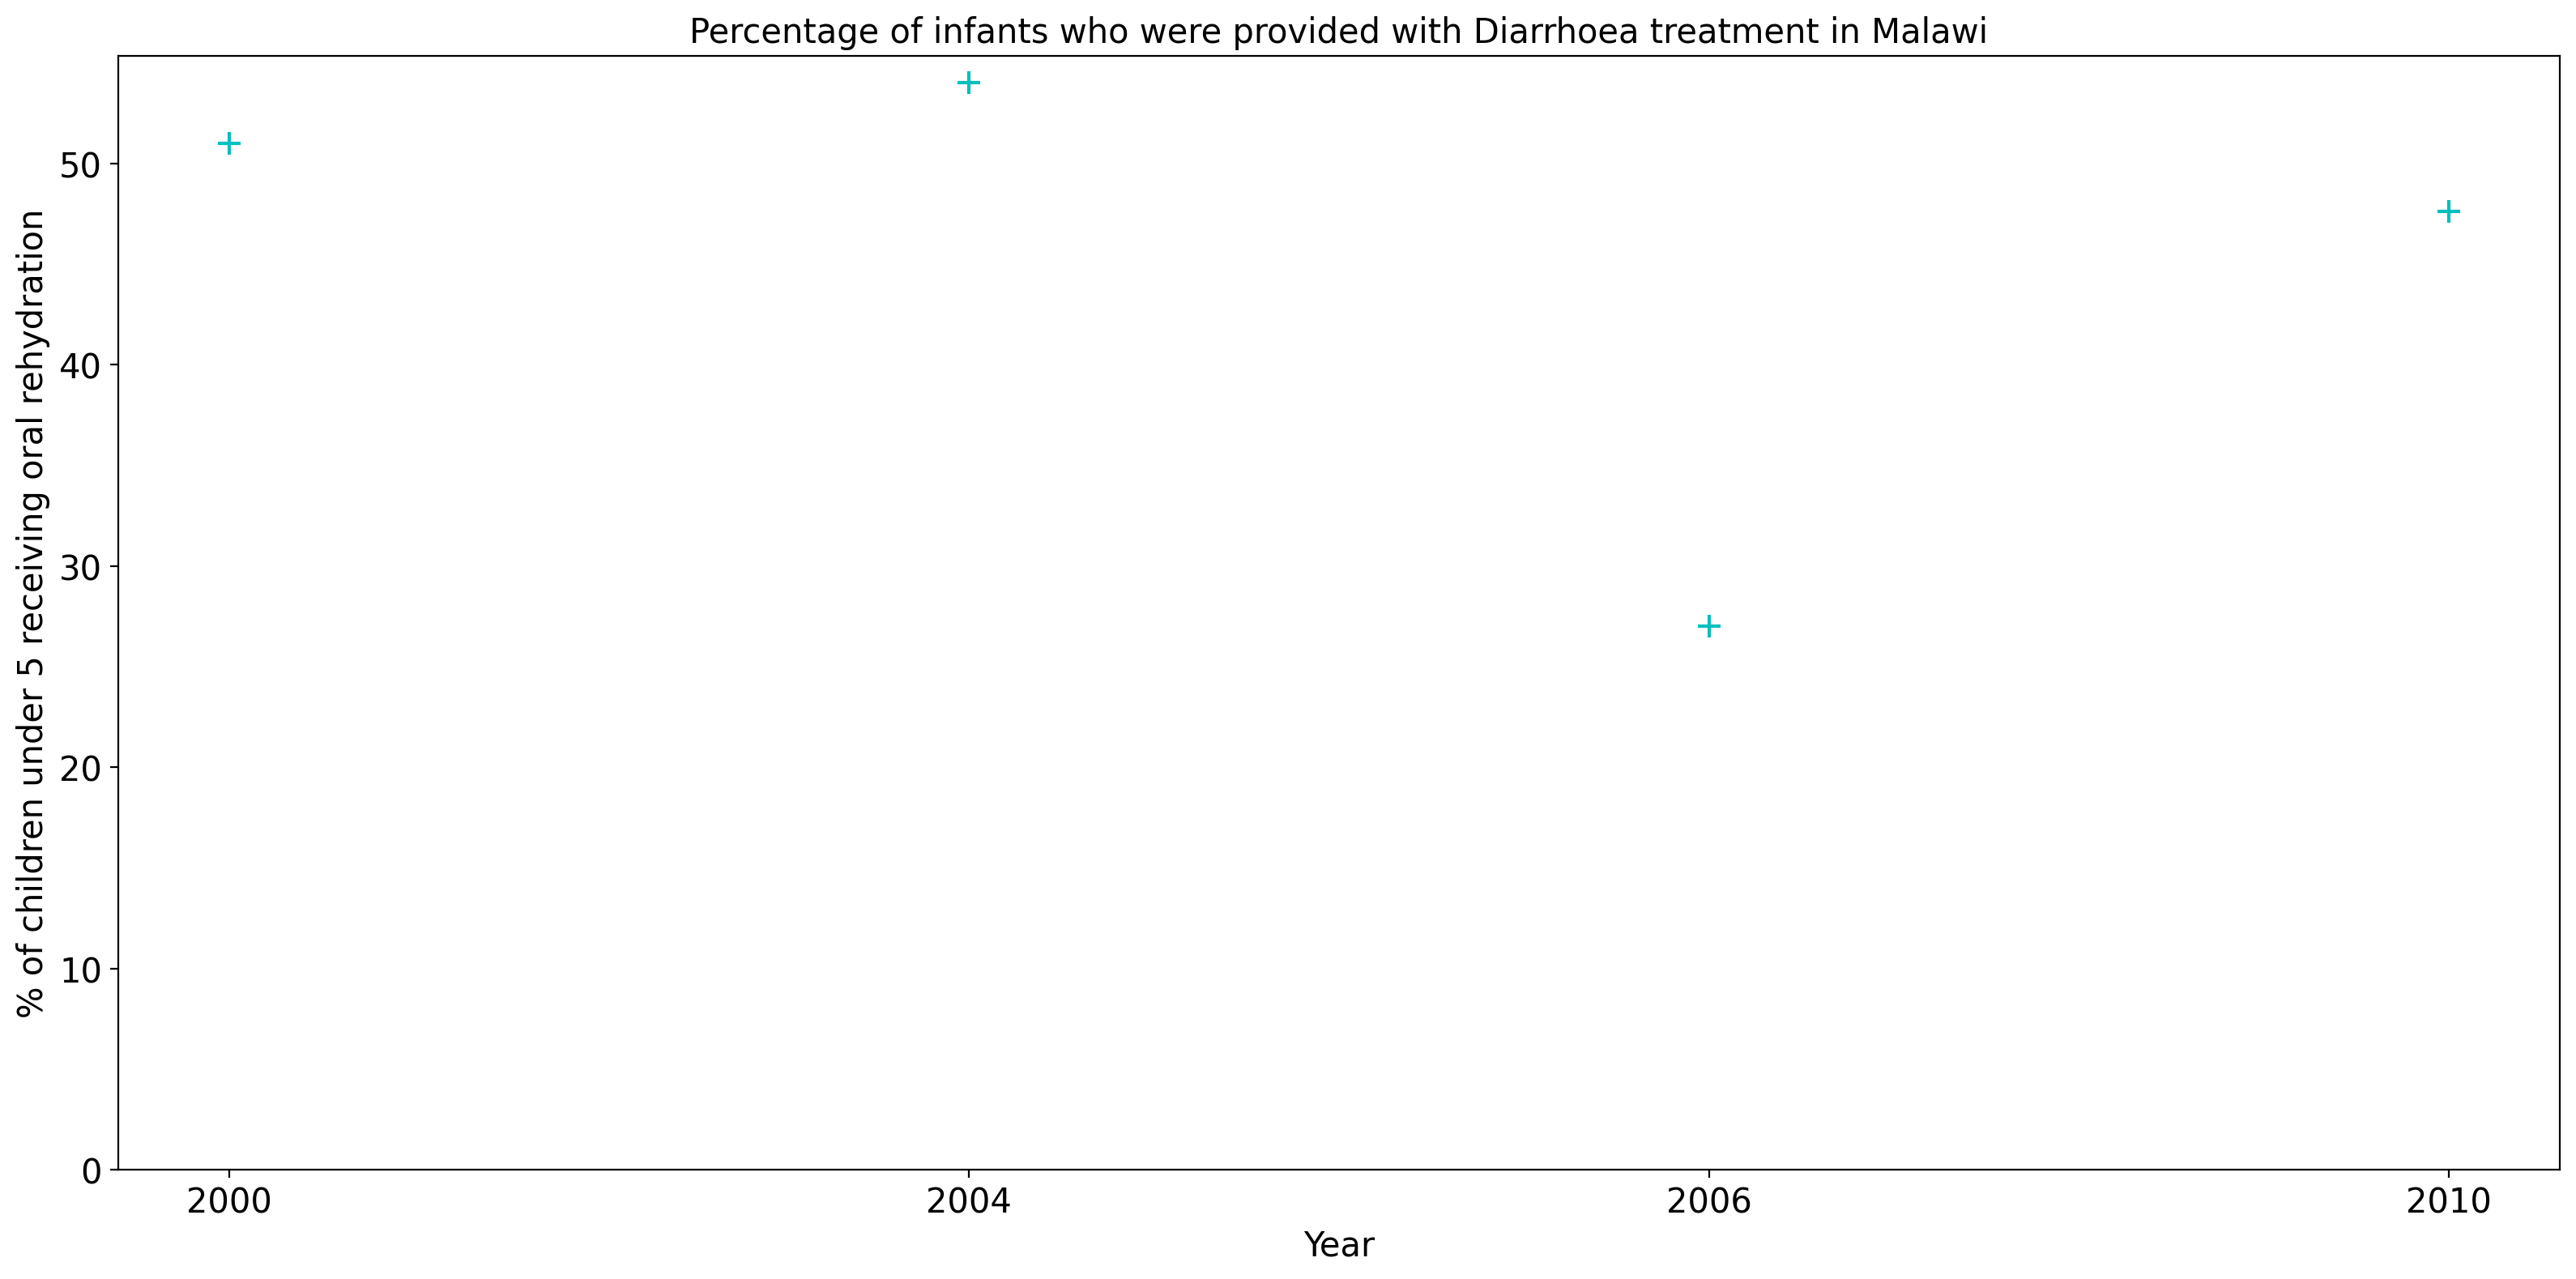 Percentage of infants who were provided with Diarrhoea treatment in Malawi
% of children under 5 receiving oral rehydration
50
40
30
20
10
0
2000 2004 2006 2010
Year